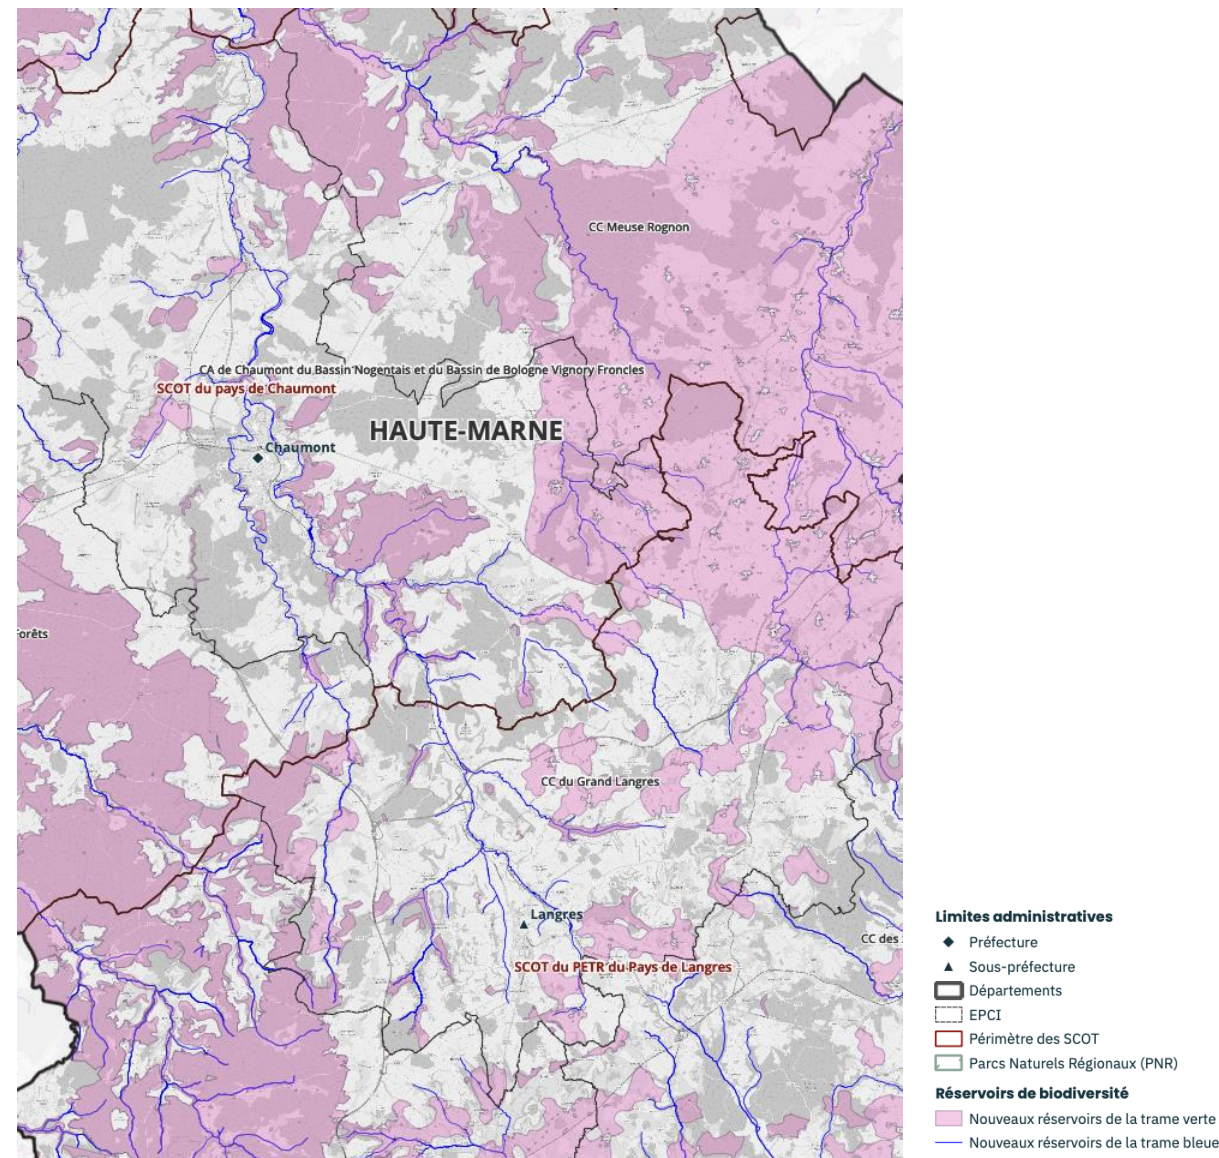 CC Meuse Rognon
CA de Chaumont du Bassin Nogentais et du Bassin de Bologne Vignory Froncles
SCOT du pays de Chaumont
HAUTE-MARNE
Chaumont
Forêts
CC du Grand Langres
Langres
CC des
SCOT du PETR du Pays de Langres
Limites administratives
Préfecture
Sous-préfecture
Départements
EPCI
Périmètre des SCOT
Parcs Naturels Régionaux (PNR)
Réservoirs de biodiversité
Nouveaux réservoirs de la trame verte
Nouveaux réservoirs de la trame bleue